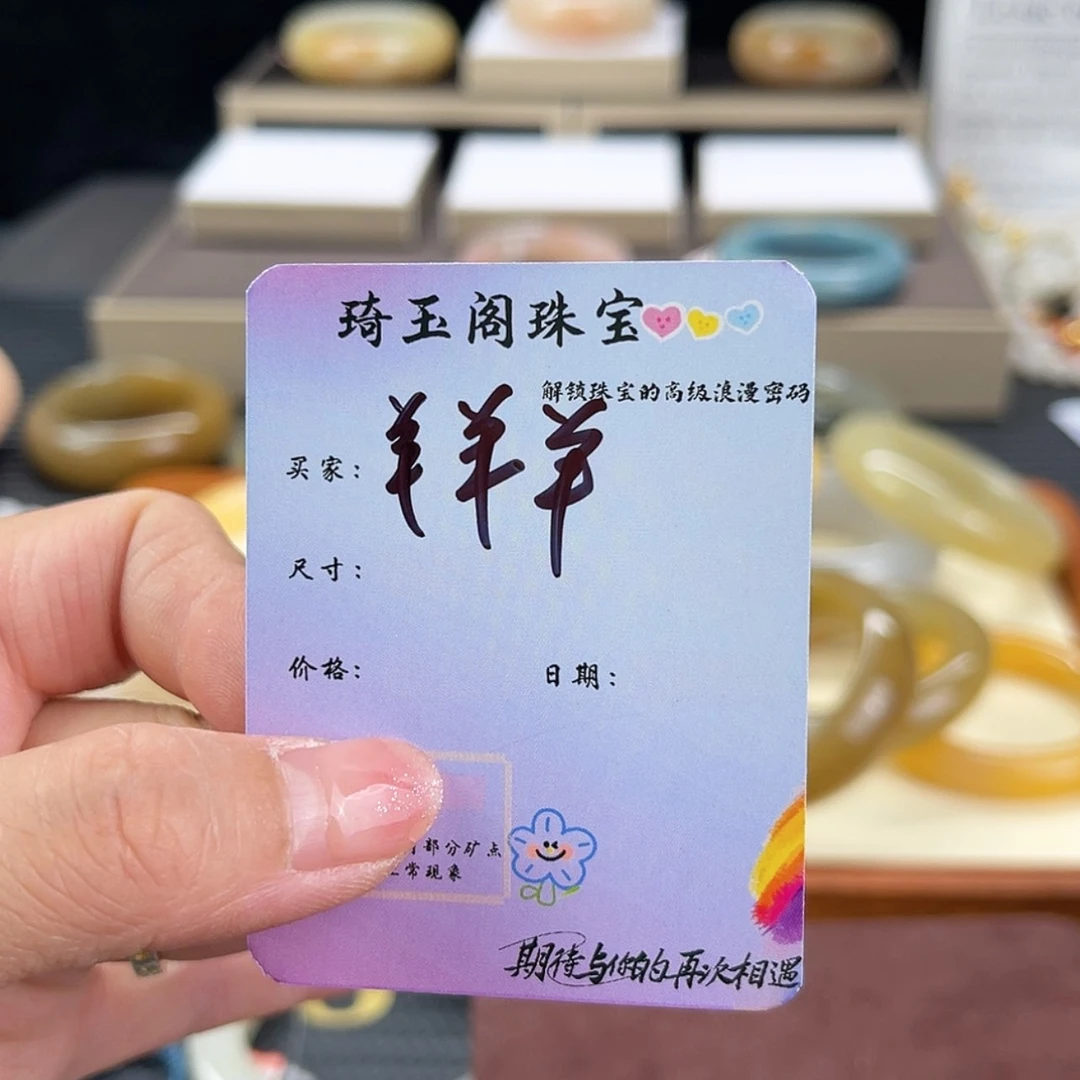 琦玉阁珠宝
解锁珠宝的高级浪漫密码
买家: 羊羊羊
尺寸:
价格: 日期:
部分矿点
常现象
期待与你的再次相遇